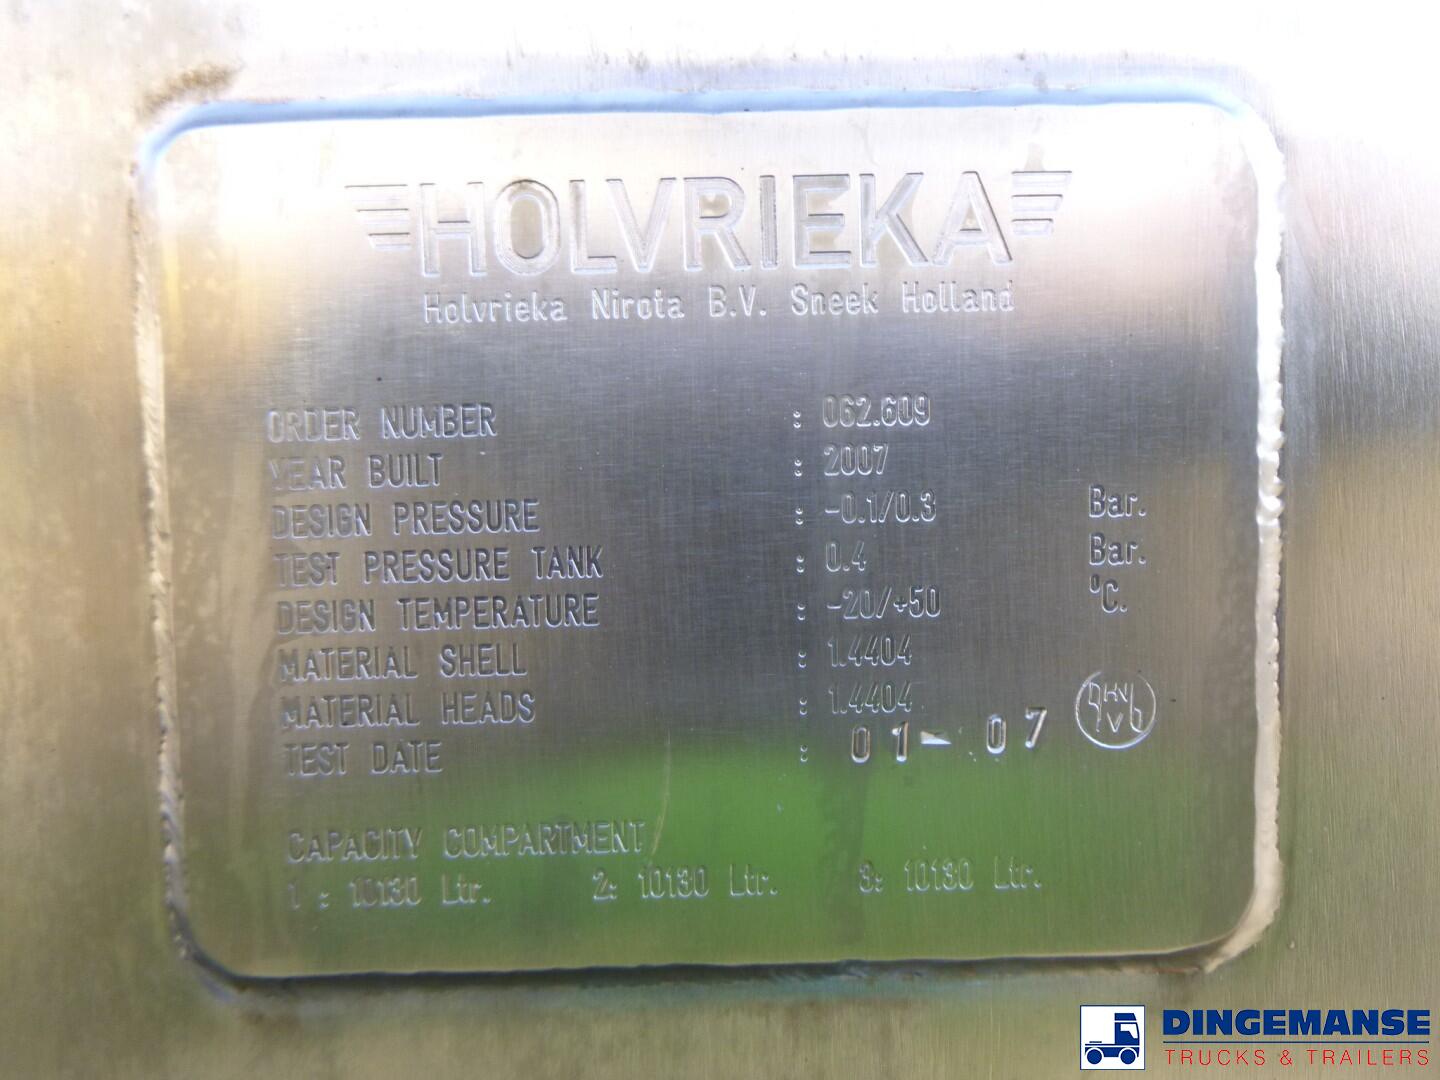 HOLVRIEKA
Holvrieka Nirota B.V. Sneek Holland
ORDER NUMBER : 062.609
YEAR BUILT : 2007
DESIGN PRESSURE : -0.1/0.3 Bar.
TEST PRESSURE TANK : 0.4 Bar.
DESIGN TEMPERATURE : -20/+50 °C.
MATERIAL SHELL : 1.4404
MATERIAL HEADS : 1.4404
TEST DATE : 01-07
CAPACITY COMPARTMENT
1 : 10130 Ltr. 2: 10130 Ltr. 3: 10130 Ltr.
DINGEMANSE
TRUCKS & TRAILERS